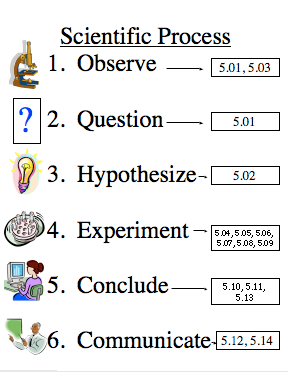 Scientific Process
1. Observe
5.01, 5.03
?
2. Question
5.01
3. Hypothesize
5.02
4. Experiment
5.04, 5.05, 5.06,
5.07, 5.08, 5.09
5. Conclude
5.10, 5.11,
5.13
6. Communicate
5.12, 5.14